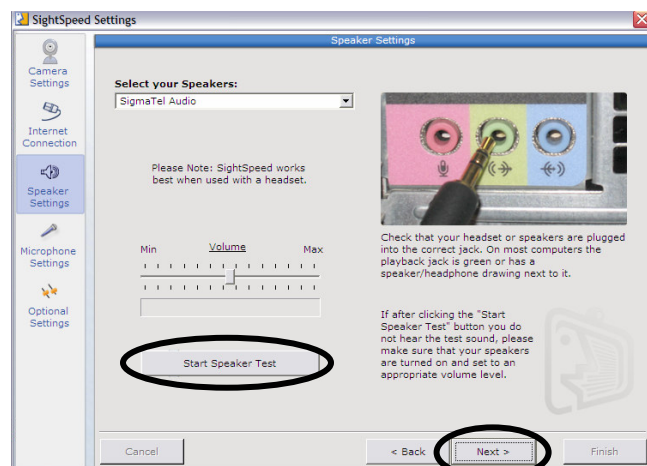 SightSpeed Settings
Speaker Settings
Camera
Settings
Internet
Connection
Speaker
Settings
Microphone
Settings
Optional
Settings
Select your Speakers:
SigmaTel Audio
Please Note: SightSpeed works
best when used with a headset.
Min Volume Max
Start Speaker Test
Check that your headset or speakers are plugged
into the correct jack. On most computers the
playback jack is green or has a
speaker/headphone drawing next to it.
If after clicking the "Start
Speaker Test" button you do
not hear the test sound, please
make sure that your speakers
are turned on and set to an
appropriate volume level.
Cancel
< Back
Next >
Finish